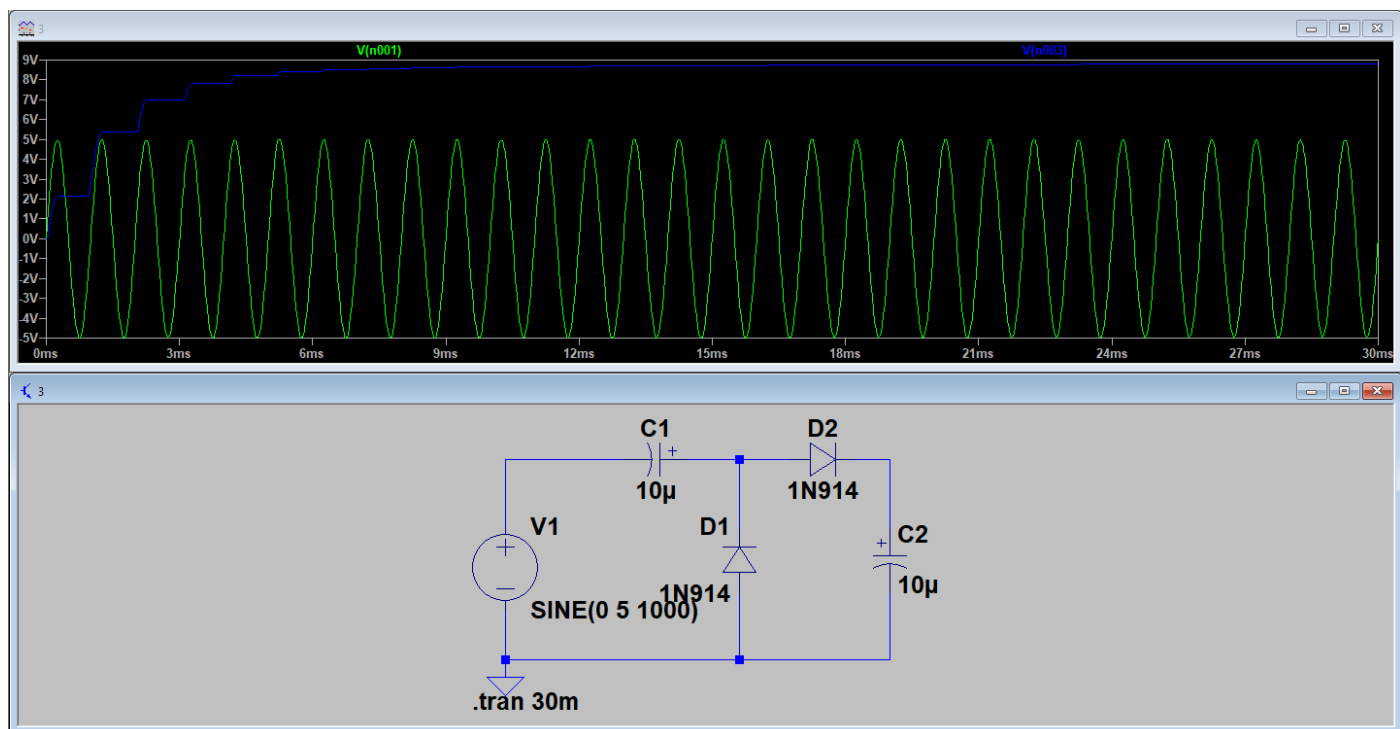 3
V(n001) V(n003)
9V
8V
7V
6V
5V
4V
3V
2V
1V
0V
-1V
-2V
-3V
-4V
-5V
0ms 3ms 6ms 9ms 12ms 15ms 18ms 21ms 24ms 27ms 30ms
3
C1 D2
+
10µ 1N914
V1 D1 C2
+
1N914 10µ
SINE(0 5 1000)
.tran 30m